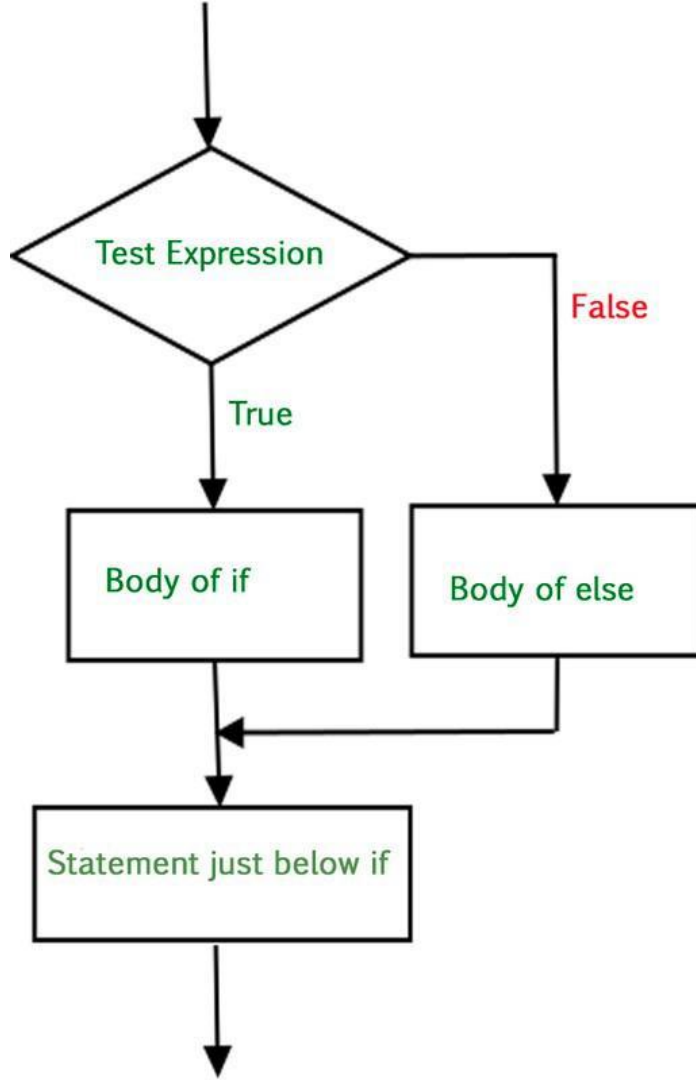 Test Expression
False
True
Body of if
Body of else
Statement just below if